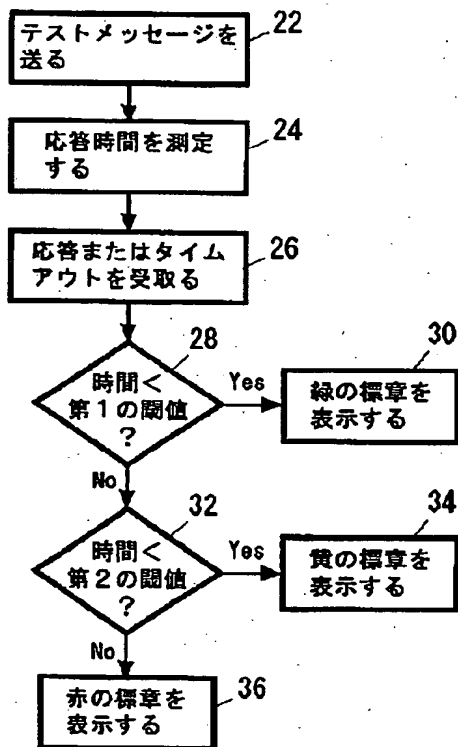 テストメッセージを
送る
22
応答時間を測定
する
24
応答またはタイム
アウトを受取る
26
28
時間<
第1の閾値
?
Yes
30
緑の標章を
表示する
No
32
時間<
第2の閾値
?
Yes
34
黄の標章を
表示する
No
赤の標章を
表示する
36